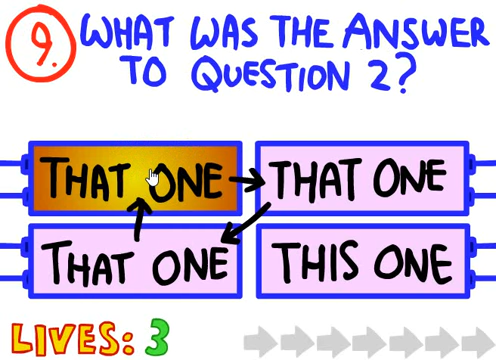 9. WHAT WAS THE ANSWER
TO QUESTION 2?
THAT ONE THAT ONE
THAT ONE THIS ONE
LIVES: 3